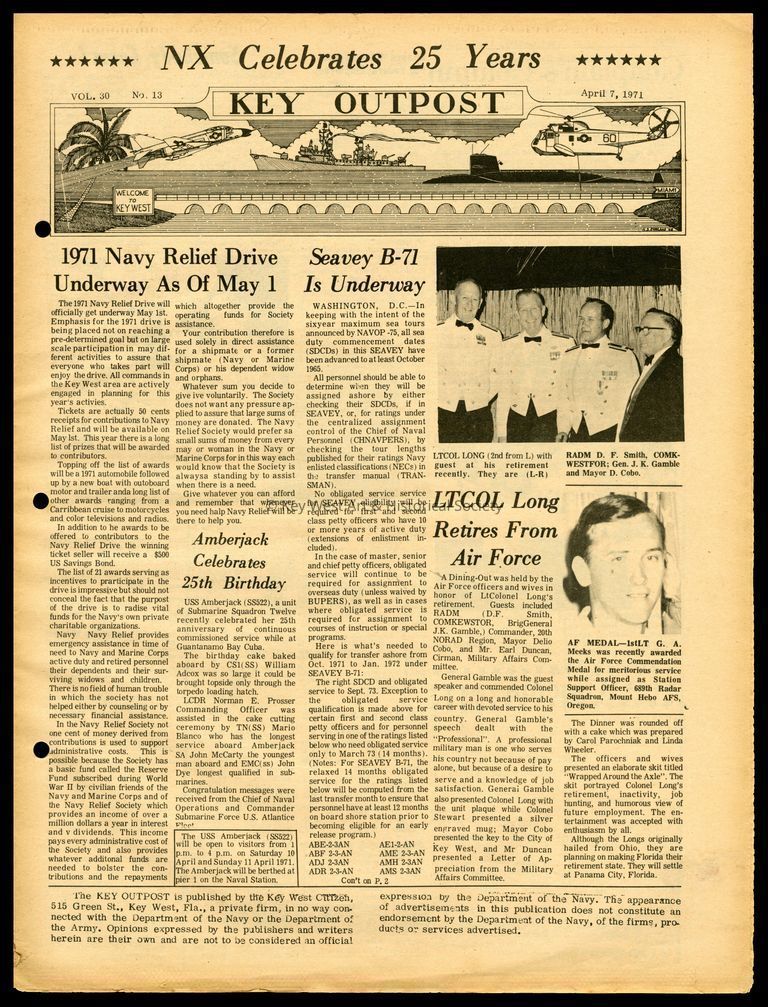 ★★★★★★ NX Celebrates 25 Years ★★★★★★
VOL. 30 No. 13
April 7, 1971
KEY OUTPOST
60
WELCOME
TO
KEY WEST
MIAMI
1971 Navy Relief Drive
Underway As Of May 1
The 1971 Navy Relief Drive will
officially get underway May 1st.
Emphasis for the 1971 drive is
being placed not on reaching a
pre-determined goal but on large
scale participation in may dif-
ferent activities to assure that
everyone who takes part will
enjoy the drive. All commands in
the Key West area are actively
engaged in planning for this
year's activies.
Tickets are actually 50 cents
receipts for contributions to Navy
Relief and will be available on
May 1st. This year there is a long
list of prizes that will be awarded
to contributors.
Topping off the list of awards
will be a 1971 automobile followed
up by a new boat with outboard
motor and trailer anda long list of
other awards ranging from a
Carribbean cruise to motorcycles
and color televisions and radios.
In addition to be awards to be
offered to contributors to the
Navy Relief Drive the winning
ticket seller will receive a $500
US Savings Bond.
The list of 21 awards serving as
incentives to prarticipate in the
drive is impressive but should not
conceal the fact that the purpost
of the drive is to radise vital
funds for the Navy's own private
charitable organizations.
Navy Navy Relief provides
emergency assistance in time of
need to Navy and Marine Corps
active duty and retired personnel
their dependents and their sur-
viving widows and children.
There is no field of human trouble
in which the society has not
helped either by counseling or by
necessary financial assistance.
In the Navy Relief Society not
one cent of money derived from
contributions is used to support
administrative costs. This is
possible because the Society has
a basic fund called the Reserve
Fund subscribed during World
War II by civilian friends of the
Navy and Marine Corps and of
the Navy Relief Society which
provides an income of over a
million dollars a year in interest
and v dividends. This income
pays every administrative cost of
the Society and also provides
whatever additonal funds are
needed to bolster the con-
tributions and the repayments
which altogether provide the
operating funds for Society
assistance.
Your contribution therefore is
used solely in direct assistance
for a shipmate or a former
shipmate (Navy or Marine
Corps) or his dependent widow
and orphans.
Whatever sum you decide to
give ive voluntarily. The Society
does not want any pressure ap-
plied to assure that large sums of
money are donated. The Navy
Relief Society would prefer sa
small sums of money from every
may or woman in the Navy or
Marine Corps for in this way each
would know that the Society is
alwayas standing by to assist
when there is a need.
Give whatever you can afford
and remember that whenever
you need halp Navy Relief will be
there to help you.
Amberjack
Celebrates
25th Birthday
USS Amberjack (SS522), a unit
of Submarine Squadron Twelve
recently celebrated her 25th
anniversary of continuous
commissioned service while at
Guantanamo Bay Cuba.
The birthday cake baked
aboard by CS1(SS) William
Adcox was so large it could be
brought topside only through the
torpedo loading hatch.
LCDR Norman E. Prosser
Commanding Officer was
assisted in the cake cutting
ceremony by TN(SS) Mario
Blanco who has the longest
service aboard Amberjack
SA John McCarty the youngest
man aboard and EMC(ss) John
Dye longest qualified in sub-
marines.
Congratulation messages were
received from the Chief of Naval
Operations and Commander
Submarine Force U.S. Atlantice
Fleet.
The USS Amberjack (SS522)
will be open to visitors from 1
p.m. to 4 p.m. on Saturday 10
April and Sunday 11 April 1971.
The Amberjack will be berthed at
pier 1 on the Naval Station.
Seavey B-71
Is Underway
WASHINGTON, D.C.—In
keeping with the intent of the
sixyear maximum sea tours
announced by NAVOP -75, all sea
duty commencement dates
(SDCDs) in this SEAVEY have
been advanced to at least October
1965.
All personnel should be able to
determine when they will be
assigned ashore by either
checking their SDCDs, if in
SEAVEY, or, for ratings under
the centralized assignment
control of the Chief of Naval
Personnel (CHNAVPERS), by
checking the tour lengths
published for their ratings Navy
enlisted classifications (NECs) in
the transfer manual (TRAN-
SMAN).
No obligated service service
for SEAVEY eligibility will be
required for first and second
class petty officers who have 10
or more years of active duty
(extensions of enlistment in-
cluded).
In the case of master, senior
and chief petty officers, obligated
service will continue to be
required for assignment to
overseas duty (unless waived by
BUPERS), as well as ashore in
where obligated service is
required for assignment to
courses of instruction or special
programs.
Here is what's needed to
qualify for transfer ashore from
Oct. 1971 to Jan. 1972 under
SEAVEY B-71:
The right SDCD and obligated
service to Sept. 73. Exception to
the obligated service
qualification is made above for
certain first and second class
petty officers and for personnel
serving in one of the ratings listed
below who need obligated service
only to March 73 (14 months).
(Notes: For SEAVEY B-71, the
relaxed 14 months obligated
service for the ratings listed
below will be computed from the
last transfer month to ensure that
personnel have at least 12 months
on board shore station prior to
becoming eligible for an early
release program.)
ABE-2-3AN AE1-2-AN
ABF 2-3-AN AME 2-3-AN
ADJ 2-3AN AMH 2-3AN
ADR 2-3-AN AMS 2-3AN
Con't on P. 2
LTCOL LONG (2nd from L) with
guest at his retirement
recently. They are (L-R)
RADM D. F. Smith, COMK-
WESTFOR; Gen. J. K. Gamble
and Mayor D. Cobo.
LTCOL Long
Retires From
Air Force
A Dining-Out was held by the
Air Force officers and wives in
honor of LtColonel Long's
retirement. Guests included
RADM (D.F. Smith,
COMKEWSTOR, BrigGeneral
J.K. Gamble,) Commander, 20th
NORAD Region, Mayor Delio
Cobo, and Mr. Earl Duncan,
Cirman, Military Affairs Com-
mittee.
General Gamble was the guest
speaker and commended Colonel
Long on a long and honorable
career with devoted service to his
country. General Gamble's
speech dealt with the
"Professional". A professional
military man is one who serves
his country not because of pay
alone, but because of a desire to
serve and a knowledge of job
satisfaction. General Gamble
also presented Colonel Long with
the unit plaque while Colonel
Stewart presented a silver
engraved mug; Mayor Cobo
presented the key to the City of
Key West, and Mr Duncan
presented a Letter of Ap-
preciation from the Military
Affairs Committee.
AF MEDAL—1stLT G. A.
Meeks was recently awarded
the Air Force Commendation
Medal for meritorious service
while assigned as Station
Support Officer, 689th Radar
Squadron, Mount Hebo AFS,
Oregon.
The Dinner was rounded off
with a cake which was prepared
by Carol Parochniak and Linda
Wheeler.
The officers and wives
presented an elaborate skit titled
"Wrapped Around the Axle". The
skit portrayed Colonel Long's
retirement, inactivity, job
hunting, and humorous view of
future employment. The en-
tertainment was accepted with
enthusiasm by all.
Although the Longs originally
hailed from Ohio, they are
planning on making Florida their
retirement state. They will settle
at Panama City, Florida.
The KEY OUTPOST is published by the Key West Citizen,
515 Green St., Key West, Fla., a private firm, in no way con-
nected with the Department of the Navy or the Department of
the Army. Opinions expressed by the publishers and writers
herein are their own and are not to be considered an official
expression by the Department of the Navy. The appearance
of advertisements in this publication does not constitute an
endorsement by the Department of the Navy, of the firms, pro-
ducts or services advertised.
Key West Art & Historical Society